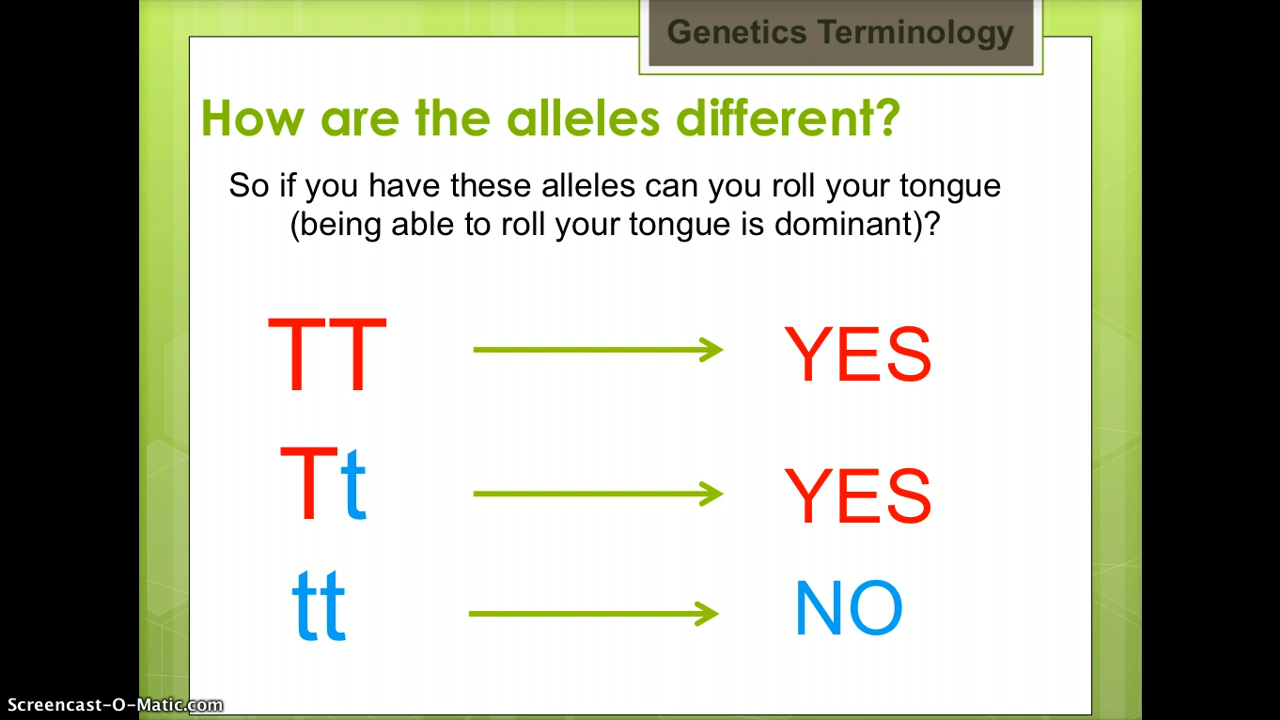 Genetics Terminology
How are the alleles different?
So if you have these alleles can you roll your tongue
(being able to roll your tongue is dominant)?
TT YES
Tt YES
tt NO
Screencast-O-Matic.com